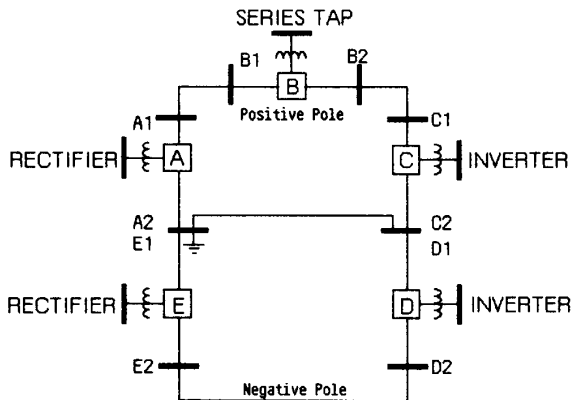 SERIES TAP
B1
B2
B
Positive Pole
A1
C1
RECTIFIER
A
C
INVERTER
A2
C2
E1
D1
RECTIFIER
E
D
INVERTER
E2
D2
Negative Pole